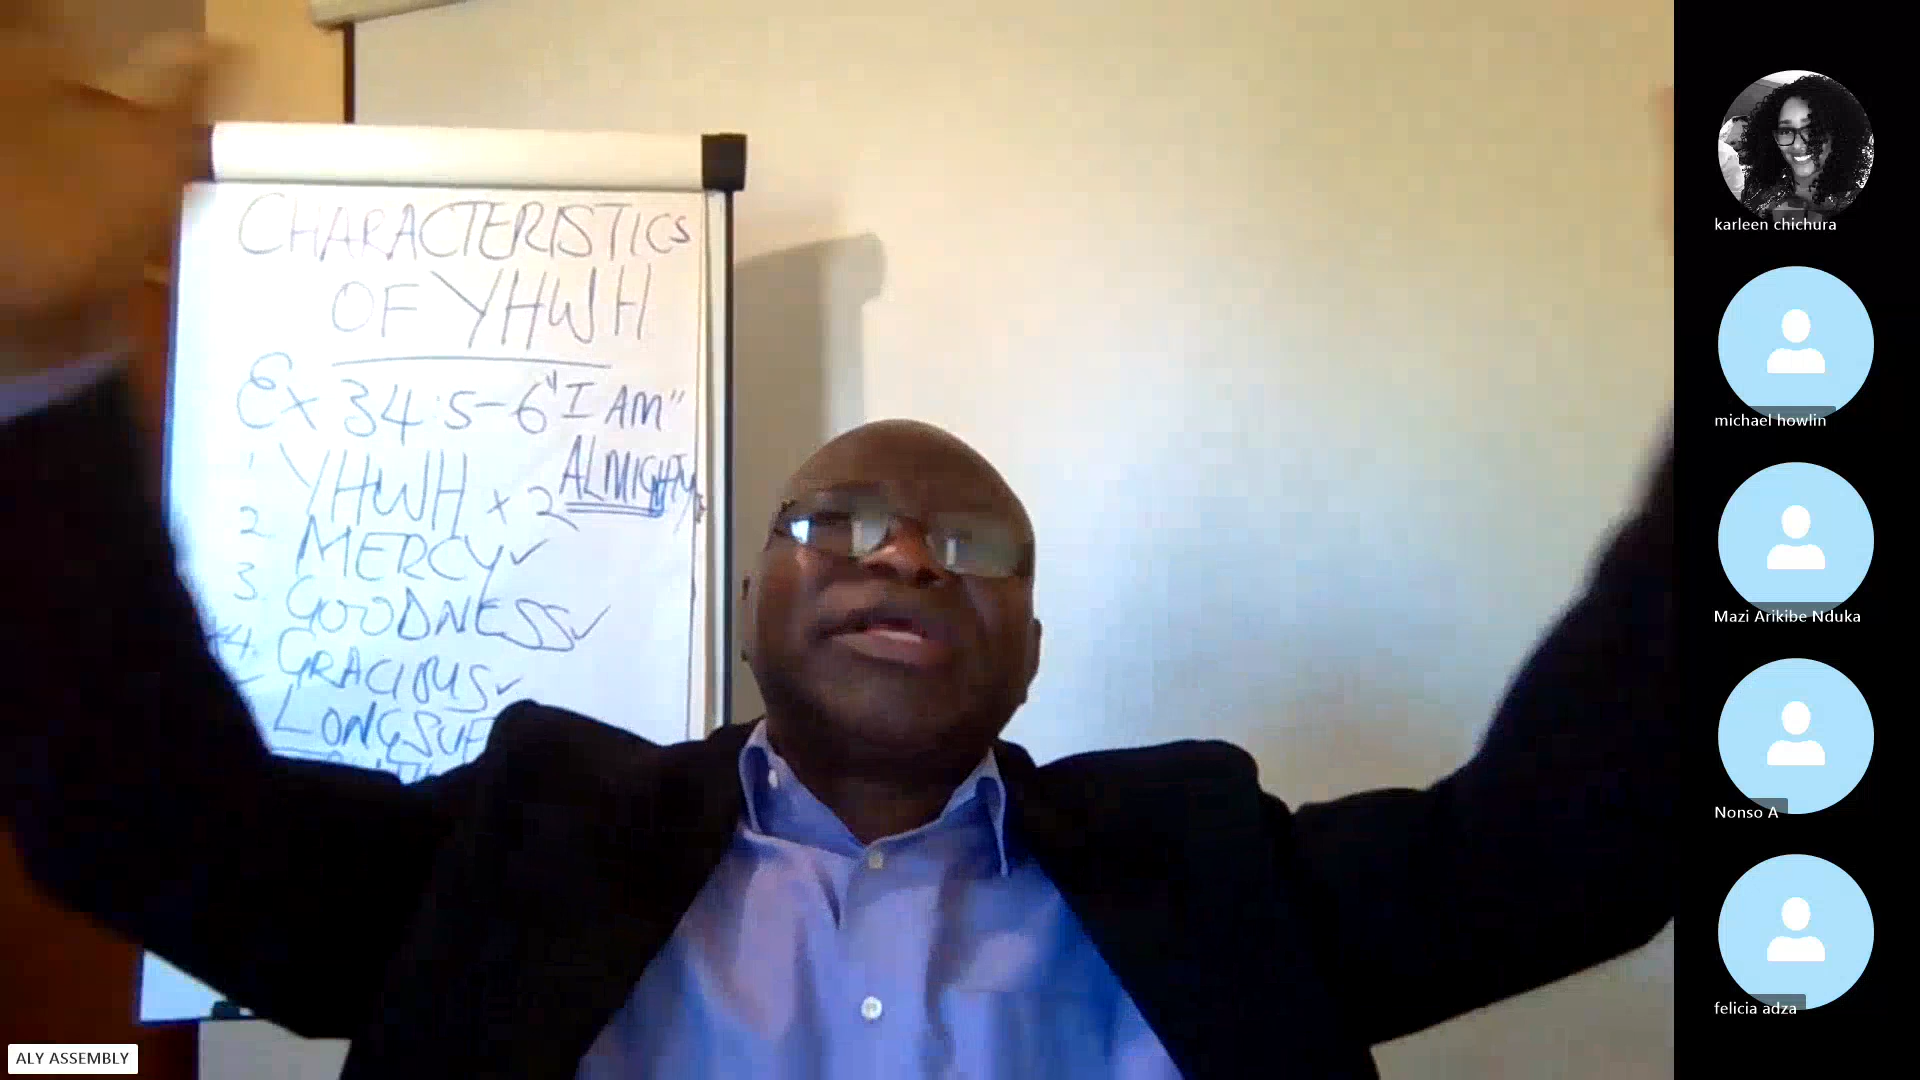 CHARACTERISTICS
OF YHWH
Ex 34:5-6 "I AM"
1 YHWH x 2 ALMIGHTY
2 MERCY ✓
3. GOODNESS ✓
4. GRACIOUS ✓
LONGSUF
karleen chichura
michael howlin
Mazi Arikibe Nduka
Nonso A
felicia adza
ALY ASSEMBLY